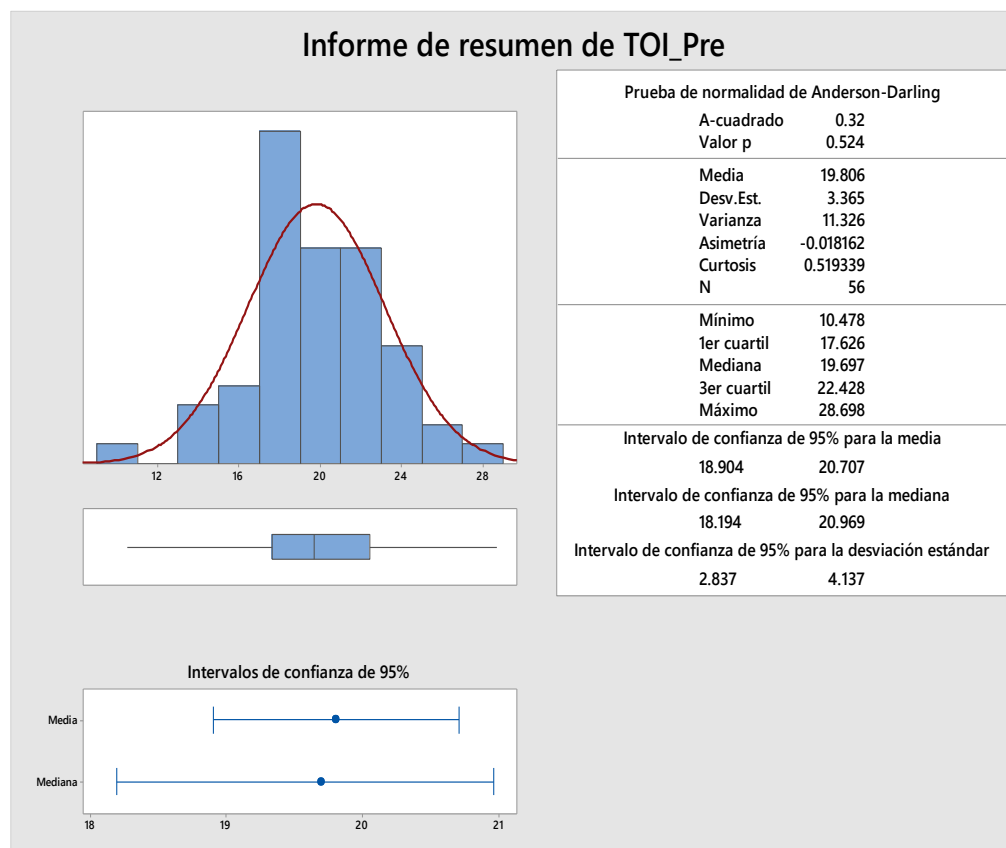 Informe de resumen de TOI_Pre
12 16 20 24 28
Prueba de normalidad de Anderson-Darling
A-cuadrado 0.32
Valor p 0.524
Media 19.806
Desv.Est. 3.365
Varianza 11.326
Asimetría -0.018162
Curtosis 0.519339
N 56
Mínimo 10.478
1er cuartil 17.626
Mediana 19.697
3er cuartil 22.428
Máximo 28.698
Intervalo de confianza de 95% para la media
18.904 20.707
Intervalo de confianza de 95% para la mediana
18.194 20.969
Intervalo de confianza de 95% para la desviación estándar
2.837 4.137
Intervalos de confianza de 95%
Media
Mediana
18 19 20 21